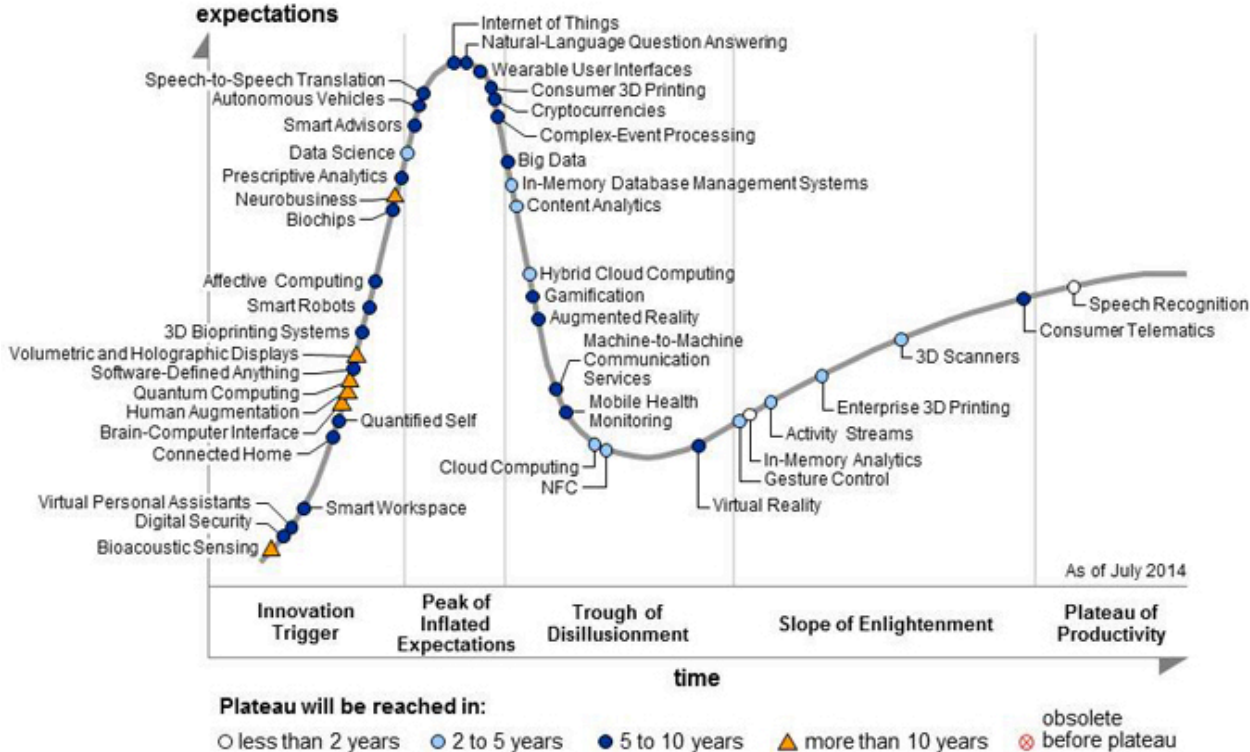 expectations
Internet of Things
Natural-Language Question Answering
Wearable User Interfaces
Consumer 3D Printing
Cryptocurrencies
Complex-Event Processing
Speech-to-Speech Translation
Autonomous Vehicles
Smart Advisors
Data Science
Prescriptive Analytics
Neurobusiness
Biochips
Big Data
In-Memory Database Management Systems
Content Analytics
Affective Computing
Smart Robots
3D Bioprinting Systems
Volumetric and Holographic Displays
Software-Defined Anything
Quantum Computing
Human Augmentation
Brain-Computer Interface
Quantified Self
Connected Home
Virtual Personal Assistants
Digital Security
Bioacoustic Sensing
Smart Workspace
Hybrid Cloud Computing
Gamification
Augmented Reality
Machine-to-Machine
Communication
Services
Mobile Health
Monitoring
Cloud Computing
NFC
Virtual Reality
Gesture Control
In-Memory Analytics
Activity Streams
Enterprise 3D Printing
3D Scanners
Consumer Telematics
Speech Recognition
As of July 2014
Innovation
Trigger
Peak of
Inflated
Expectations
Trough of
Disillusionment
Slope of Enlightenment
Plateau of
Productivity
time
Plateau will be reached in:
less than 2 years
2 to 5 years
5 to 10 years
more than 10 years
obsolete
before plateau